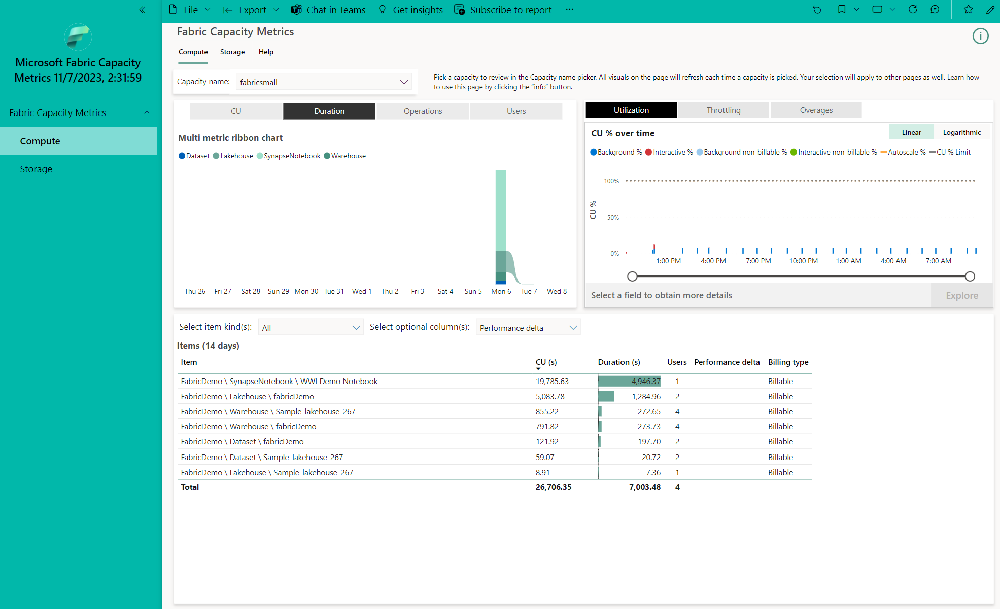 File Export Chat in Teams Get insights Subscribe to report ...
Microsoft Fabric Capacity
Metrics 11/7/2023, 2:31:59
Fabric Capacity Metrics
Compute
Storage
Fabric Capacity Metrics
Compute Storage Help
Capacity name: fabricsmall
Pick a capacity to review in the Capacity name picker. All visuals on the page will refresh each time a capacity is picked. Your selection will apply to other pages as well. Learn how
to use this page by clicking the "info" button.
CU Duration Operations Users
Multi metric ribbon chart
Dataset Lakehouse SynapseNotebook Warehouse
Thu 26 Fri 27 Sat 28 Sun 29 Mon 30 Tue 31 Wed 1 Thu 2 Fri 3 Sat 4 Sun 5 Mon 6 Tue 7 Wed 8
Utilization Throttling Overages
CU % over time
Linear Logarithmic
Background % Interactive % Background non-billable % Interactive non-billable % Autoscale % CU % Limit
CU %
100%
50%
0%
1:00 PM 4:00 PM 7:00 PM 10:00 PM 1:00 AM 4:00 AM 7:00 AM
Select a field to obtain more details
Explore
Select item kind(s): All Select optional column(s): Performance delta
Items (14 days)
Item CU (s) Duration (s) Users Performance delta Billing type
FabricDemo \ SynapseNotebook \ WWI Demo Notebook 19,785.63 4,946.37 1 Billable
FabricDemo \ Lakehouse \ fabricDemo 5,083.78 1,284.96 2 Billable
FabricDemo \ Warehouse \ Sample_lakehouse_267 855.22 272.65 4 Billable
FabricDemo \ Warehouse \ fabricDemo 791.82 273.73 4 Billable
FabricDemo \ Dataset \ fabricDemo 121.92 197.70 2 Billable
FabricDemo \ Dataset \ Sample_lakehouse_267 59.07 20.72 2 Billable
FabricDemo \ Lakehouse \ Sample_lakehouse_267 8.91 7.36 1 Billable
Total 26,706.35 7,003.48 4